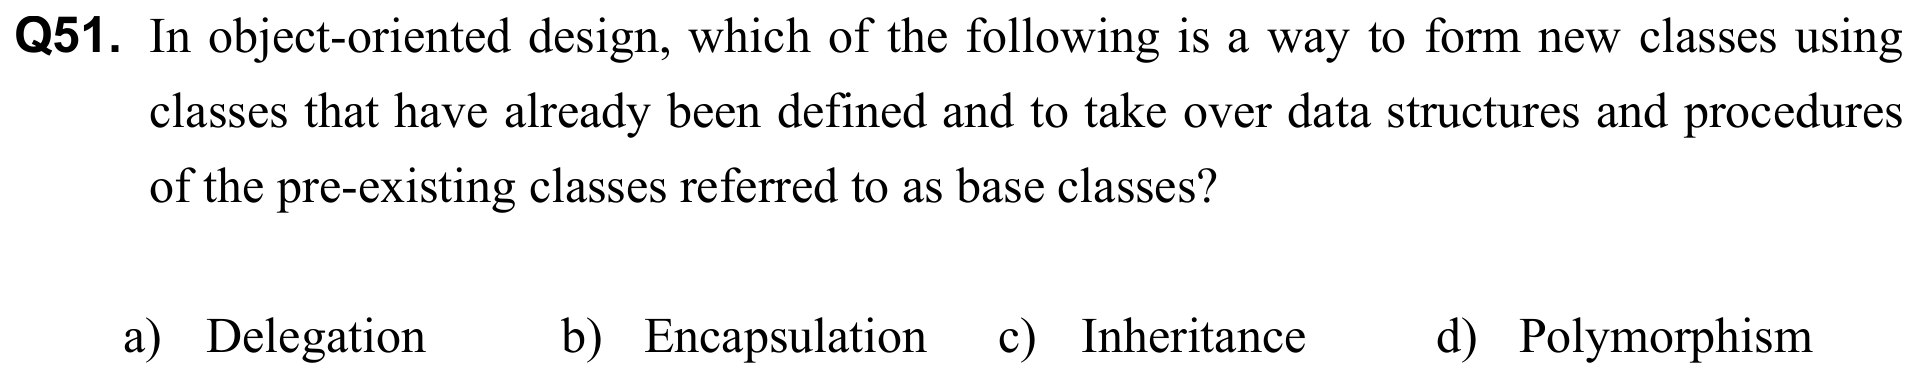 Q51. In object-oriented design, which of the following is a way to form new classes using
classes that have already been defined and to take over data structures and procedures
of the pre-existing classes referred to as base classes?
a) Delegation b) Encapsulation c) Inheritance d) Polymorphism